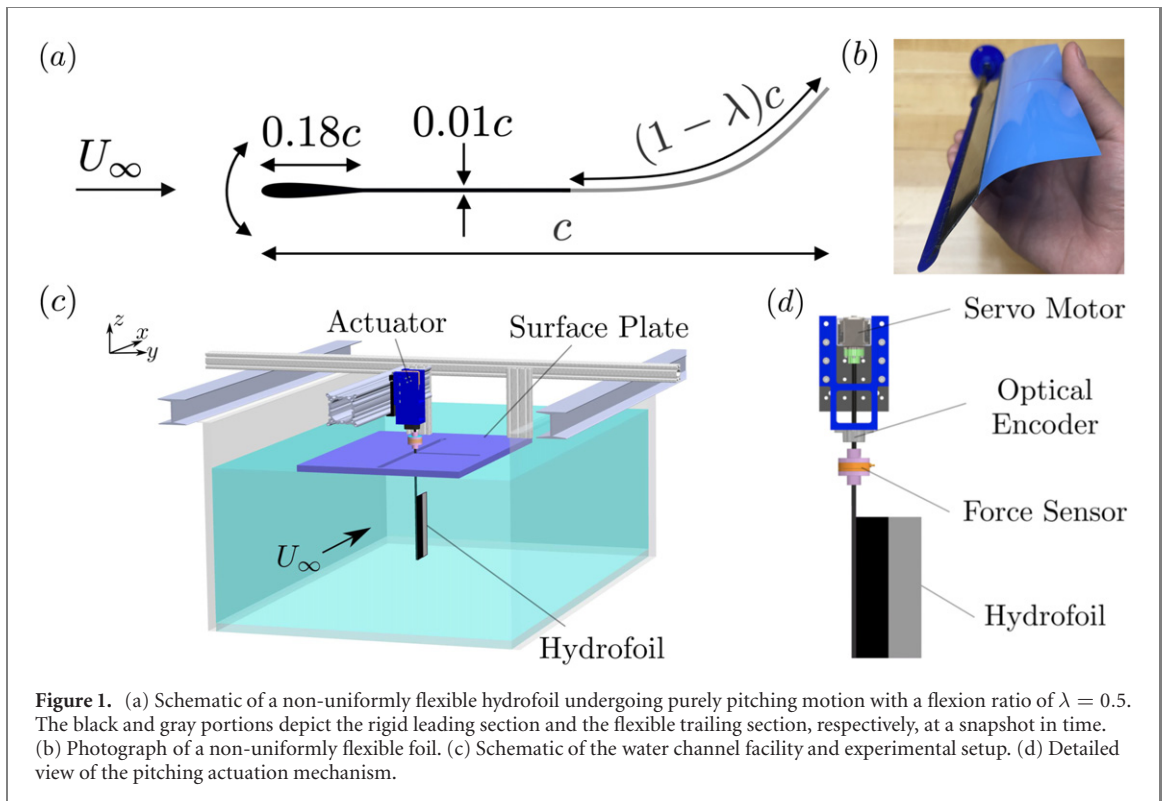 (a)
(b)
0.18c
0.01c
(1 − λ)c
U∞
c
(c)
(d)
z
x
y
Actuator
Surface Plate
U∞
Hydrofoil
Servo Motor
Optical
Encoder
Force Sensor
Hydrofoil
Figure 1. (a) Schematic of a non-uniformly flexible hydrofoil undergoing purely pitching motion with a flexion ratio of λ = 0.5.
The black and gray portions depict the rigid leading section and the flexible trailing section, respectively, at a snapshot in time.
(b) Photograph of a non-uniformly flexible foil. (c) Schematic of the water channel facility and experimental setup. (d) Detailed
view of the pitching actuation mechanism.